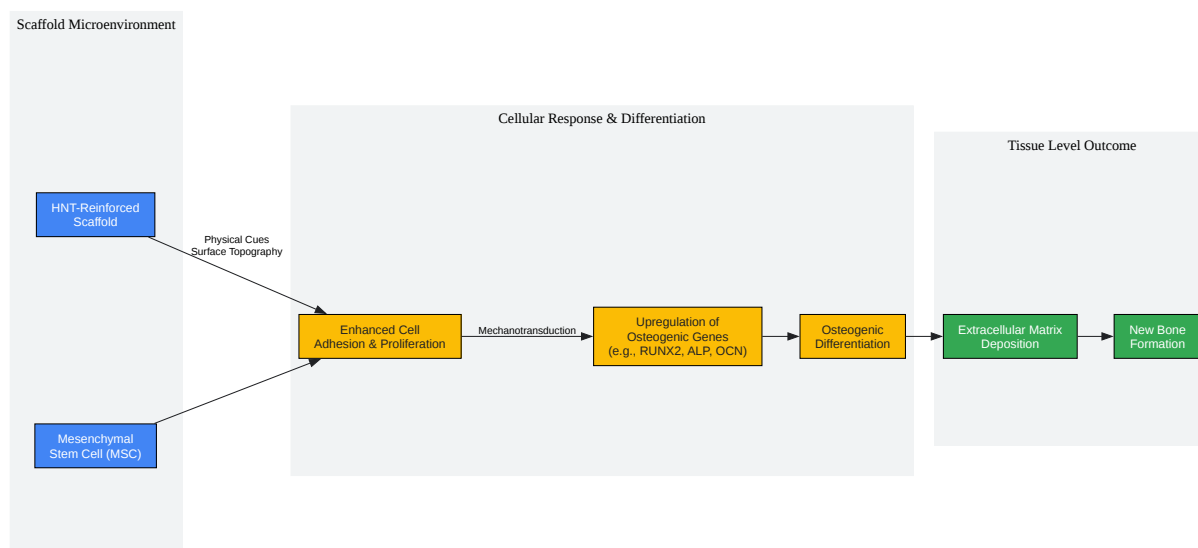 Scaffold Microenvironment
Cellular Response & Differentiation
Tissue Level Outcome
HNT-Reinforced
Scaffold
Physical Cues
Surface Topography
Mesenchymal
Stem Cell (MSC)
Enhanced Cell
Adhesion & Proliferation
Mechanotransduction
Upregulation of
Osteogenic Genes
(e.g., RUNX2, ALP, OCN)
Osteogenic
Differentiation
Extracellular Matrix
Deposition
New Bone
Formation